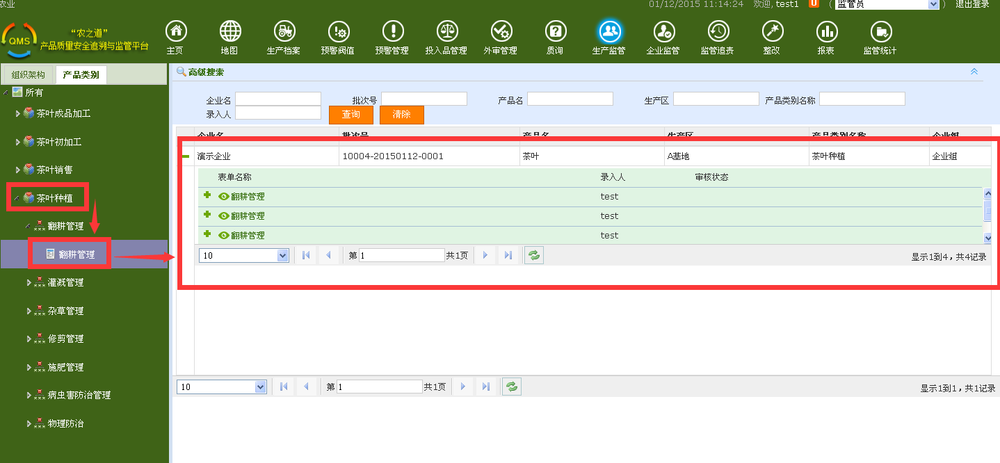 农业
01/12/2015 11:14:24 欢迎, test1 U ( 监管员 ) 退出登录
QMS
“农之道”
产品质量安全追溯与监管平台
主页 地图 生产档案 预警阀值 预警管理 投入品管理 外审管理 质询 生产监管 企业监管 监管追责 整改 报表 监管统计
组织架构 产品类别
所有
茶叶成品加工
茶叶初加工
茶叶销售
茶叶种植
翻耕管理
翻耕管理
灌溉管理
杂草管理
修剪管理
施肥管理
病虫害防治管理
物理防治
高级搜索
企业名 批次号 产品名 生产区 产品类别名称
录入人 查询 清除
企业名 批次号 产品名 生产区 产品类别名称 企业组
演示企业 10004-20150112-0001 茶叶 A基地 茶叶种植 企业组
表单名称 录入人 审核状态
翻耕管理 test
翻耕管理 test
翻耕管理 test
10 第 1 共1页 显示1到4，共4记录
10 第 1 共1页 显示1到1，共1记录